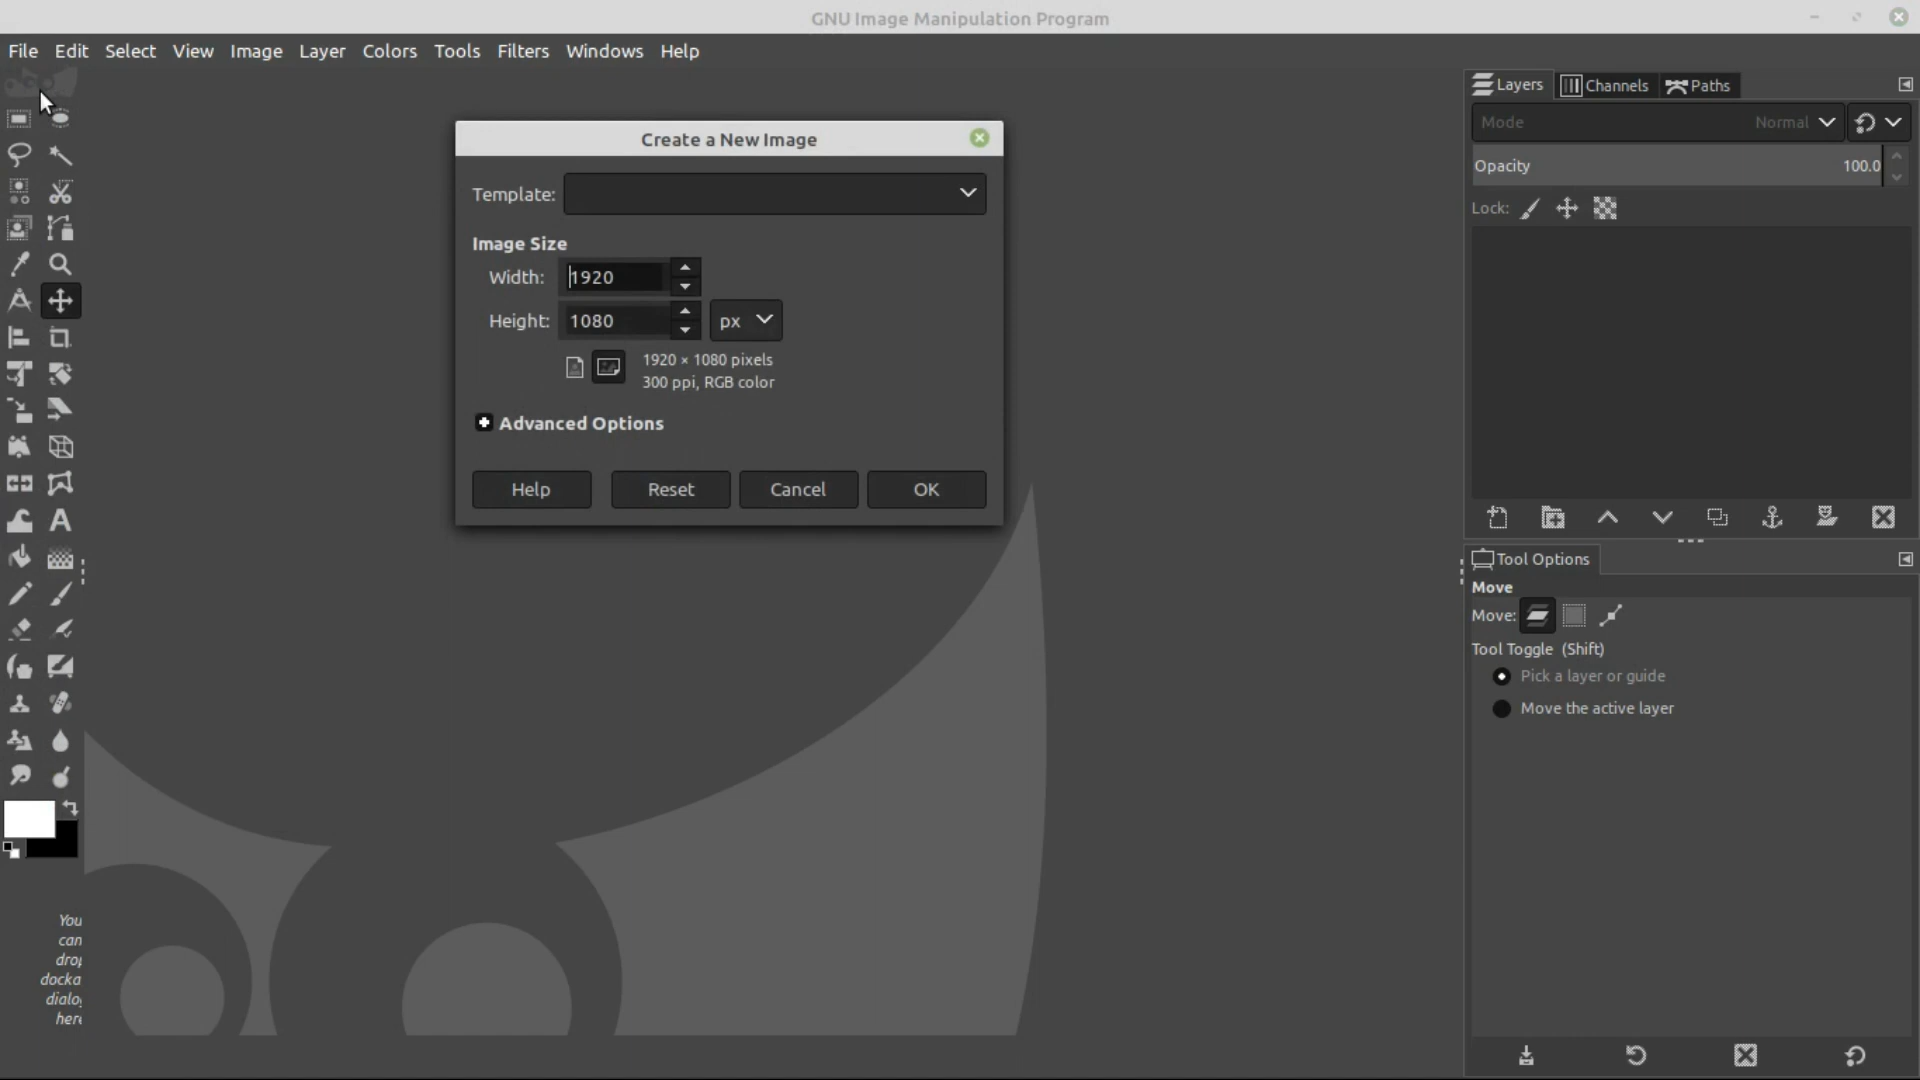 GNU Image Manipulation Program
File Edit Select View Image Layer Colors Tools Filters Windows Help
Create a New Image
Template:
Image Size
Width: 1920
Height: 1080 px
1920 × 1080 pixels
300 ppi, RGB color
Advanced Options
Help Reset Cancel OK
Layers Channels Paths
Mode Normal
Opacity 100.0
Lock:
Tool Options
Move
Move:
Tool Toggle (Shift)
Pick a layer or guide
Move the active layer
You
can
drop
docka
dialog
here